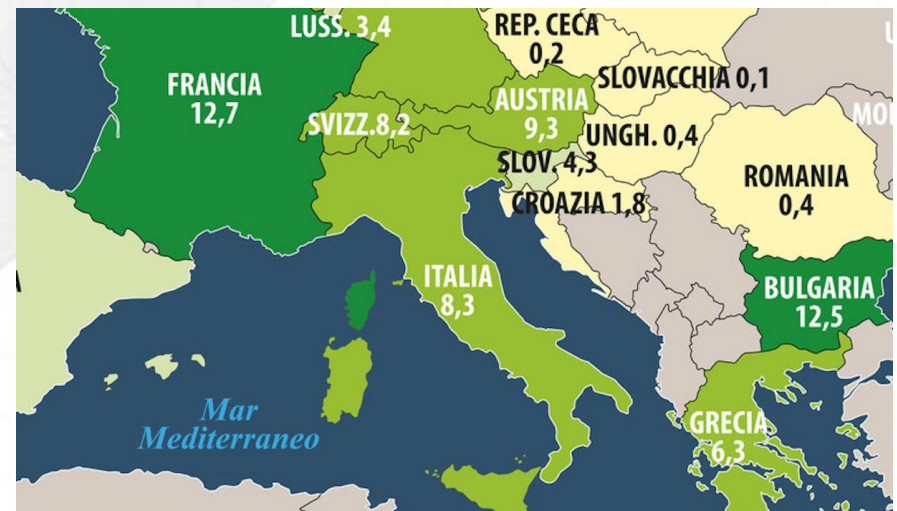 LUSS. 3,4
REP. CECA
0,2
FRANCIA
12,7
SLOVACCHIA 0,1
AUSTRIA
9,3
SVIZZ.8,2
UNGH. 0,4
SLOV. 4,3
ROMANIA
0,4
CROAZIA 1,8
ITALIA
8,3
BULGARIA
12,5
Mar
Mediterraneo
GRECIA
6,3